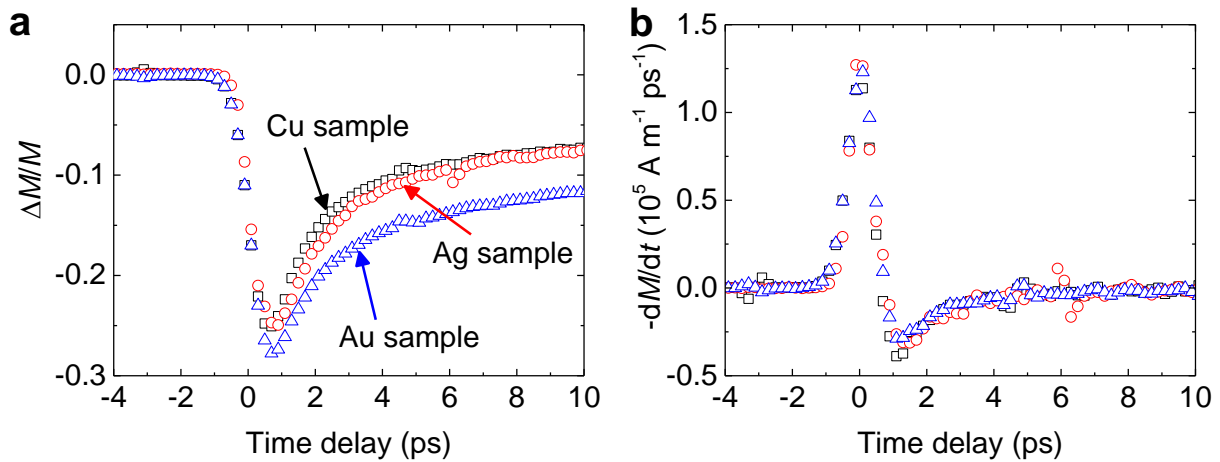 a
ΔM/M
0.0
-0.1
-0.2
-0.3
Cu sample
Ag sample
Au sample
-4 -2 0 2 4 6 8 10
Time delay (ps)
b
-dM/dt (10⁵ A m⁻¹ ps⁻¹)
1.5
1.0
0.5
0.0
-0.5
-4 -2 0 2 4 6 8 10
Time delay (ps)